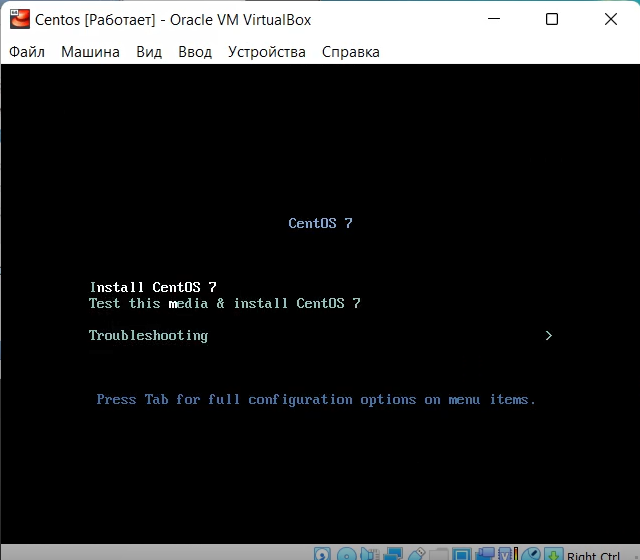 Centos [Работает] - Oracle VM VirtualBox
Файл Машина Вид Ввод Устройства Справка
CentOS 7
Install CentOS 7
Test this media & install CentOS 7
Troubleshooting >
Press Tab for full configuration options on menu items.
Right Ctrl